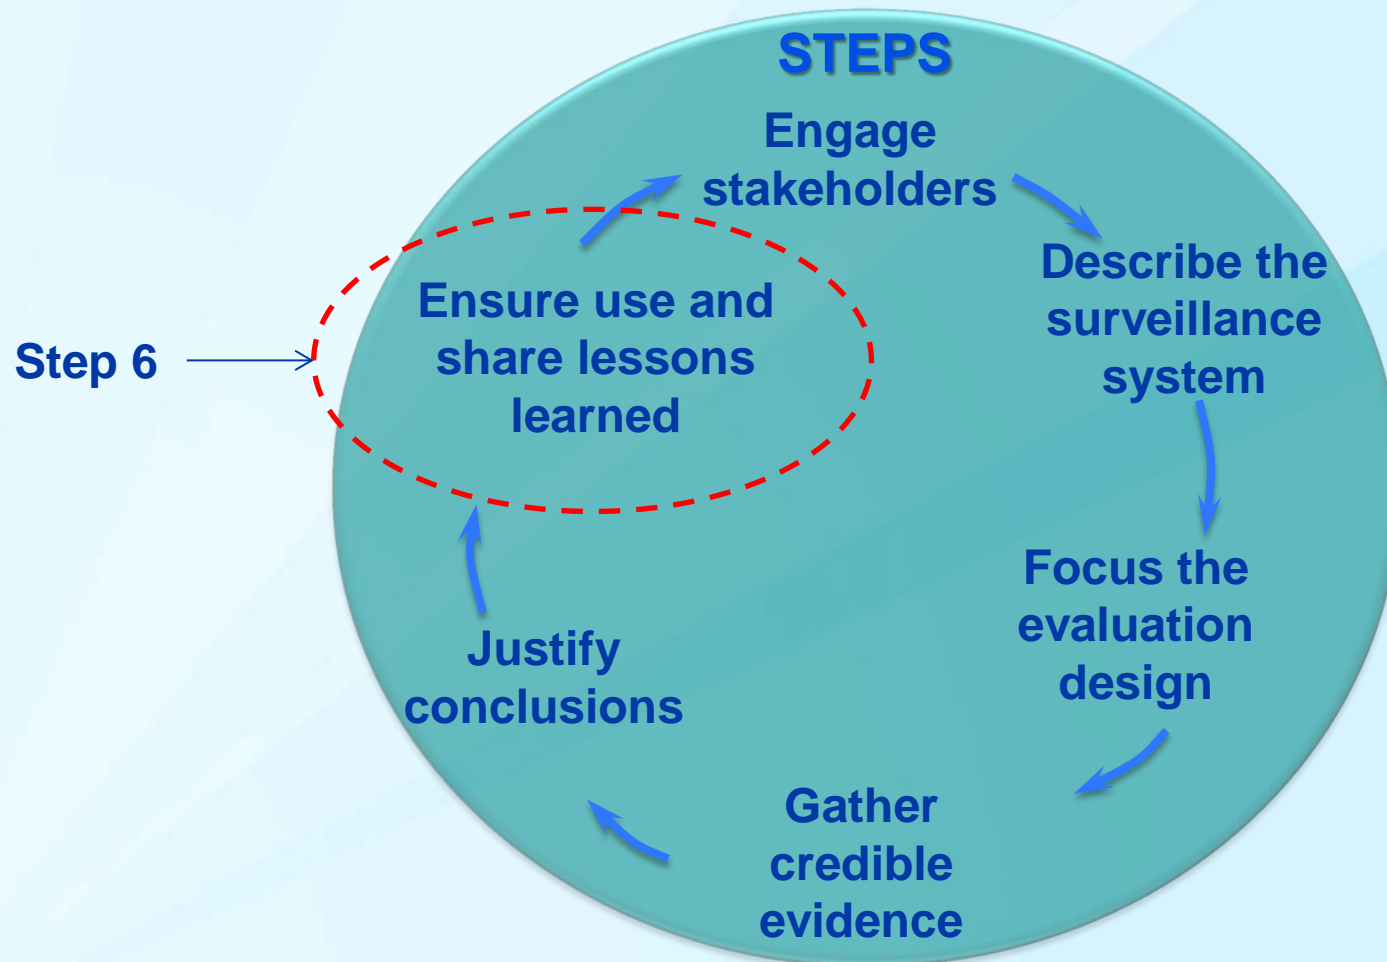 STEPS
Engage
stakeholders
Describe the
surveillance
system
Focus the
evaluation
design
Gather
credible
evidence
Justify
conclusions
Ensure use and
share lessons
learned
Step 6